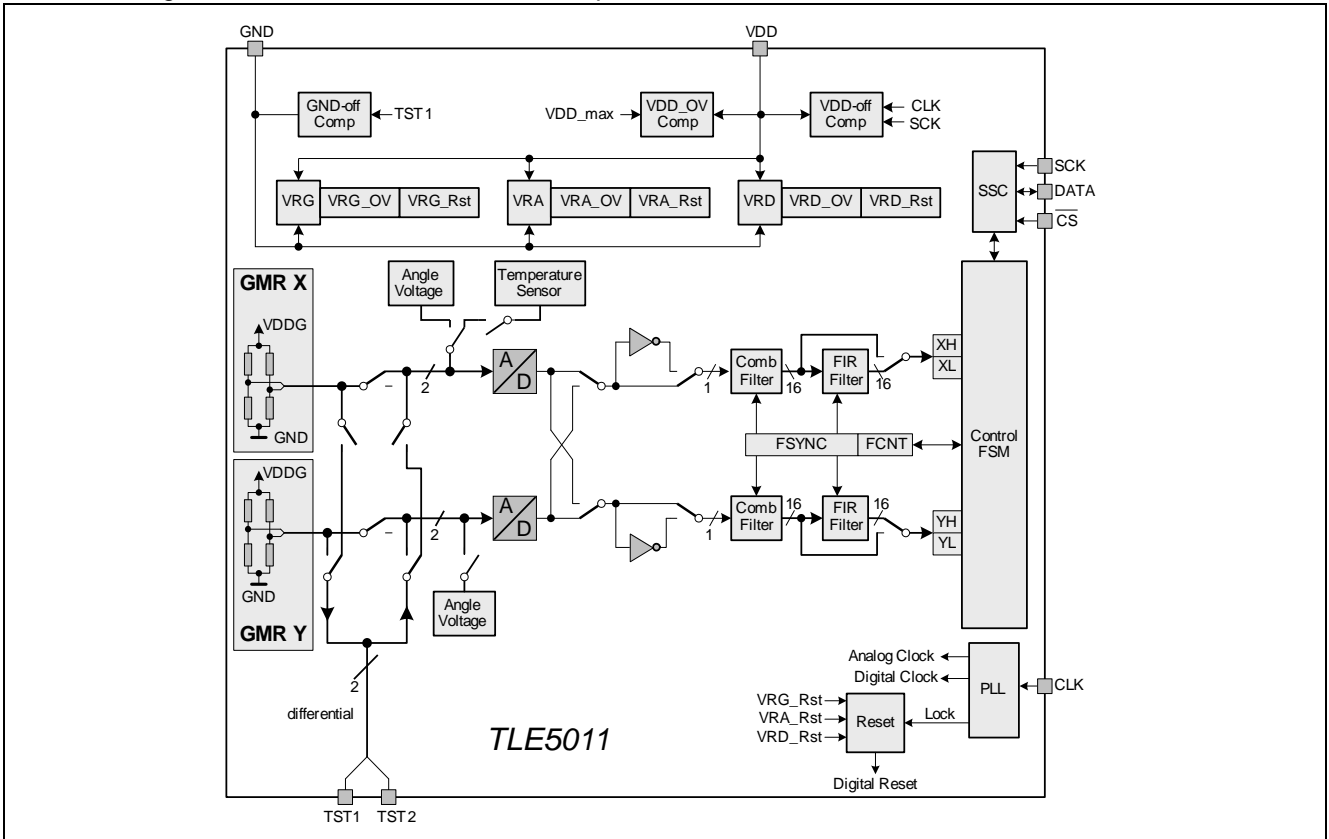 GND
VDD
GND-off
Comp
TST1
VDD_max
VDD_OV
Comp
VDD-off
Comp
CLK
SCK
VRG
VRG_OV
VRG_Rst
VRA
VRA_OV
VRA_Rst
VRD
VRD_OV
VRD_Rst
SSC
SCK
DATA
CS
GMR X
VDDG
GND
Angle
Voltage
Temperature
Sensor
2
A
D
1
Comb
Filter
16
FIR
Filter
16
XH
XL
FSYNC
FCNT
Control
FSM
VDDG
GND
GMR Y
2
A
D
Angle
Voltage
1
Comb
Filter
16
FIR
Filter
16
YH
YL
2
differential
TLE5011
TST1
TST2
Analog Clock
Digital Clock
PLL
CLK
VRG_Rst
VRA_Rst
VRD_Rst
Reset
Lock
Digital Reset